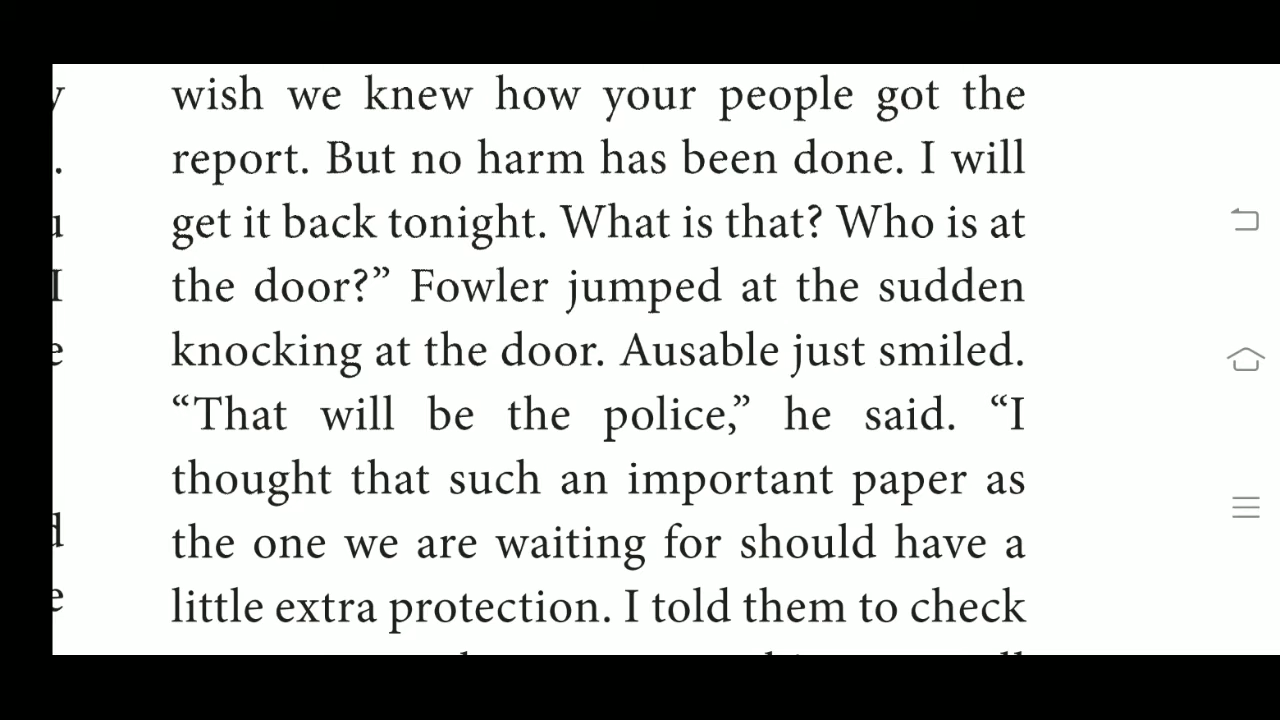 wish we knew how your people got the
report. But no harm has been done. I will
get it back tonight. What is that? Who is at
the door?” Fowler jumped at the sudden
knocking at the door. Ausable just smiled.
“That will be the police,” he said. “I
thought that such an important paper as
the one we are waiting for should have a
little extra protection. I told them to check